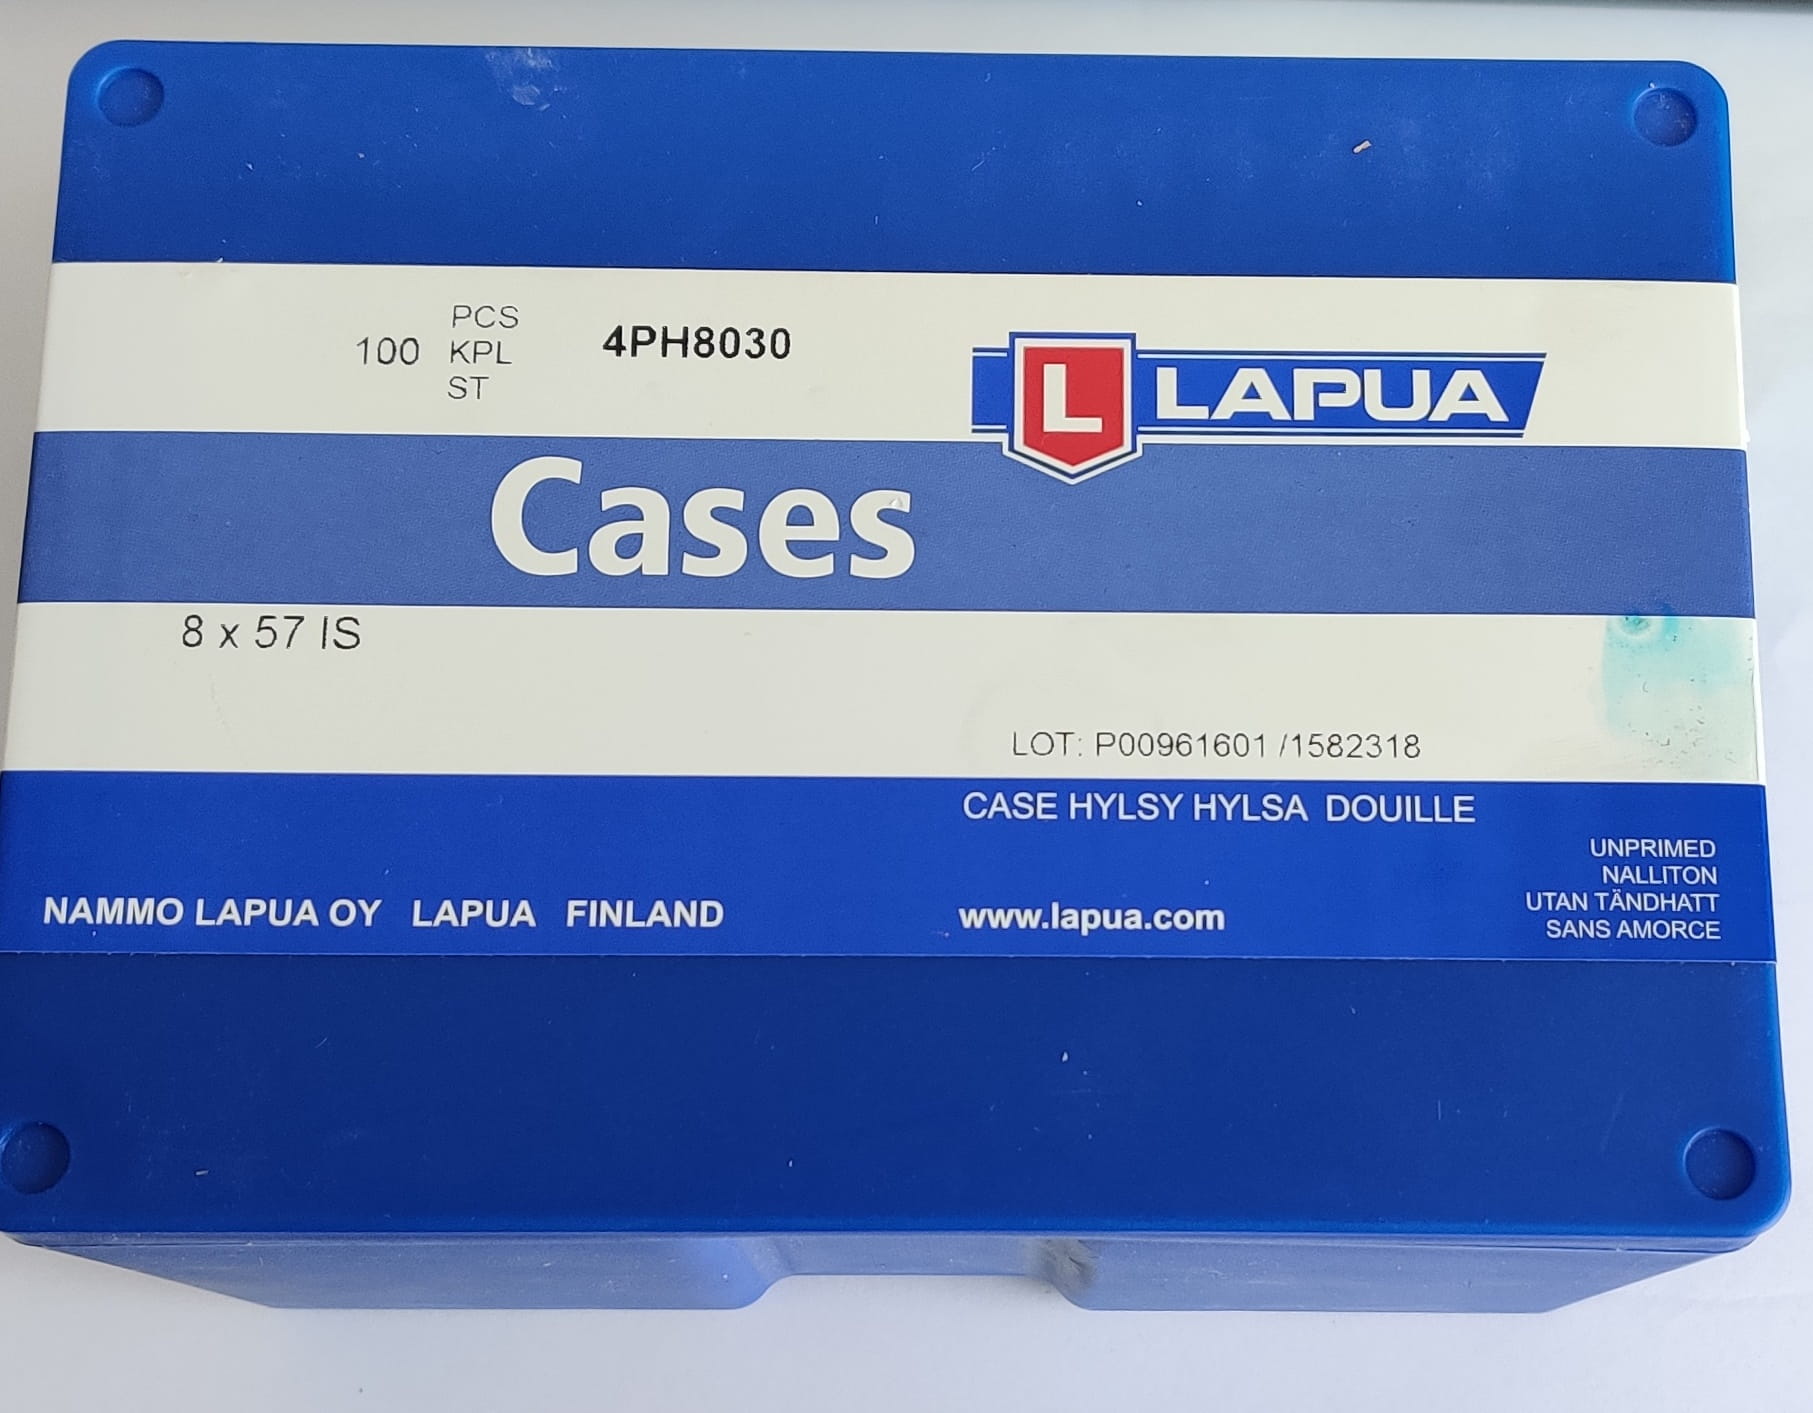 PCS
100 KPL 4PH8030
ST
L LAPUA
Cases
8 x 57 IS
LOT: P00961601 /1582318
CASE HYLSY HYLSA DOUILLE
UNPRIMED
NALLITON
UTAN TÄNDHATT
SANS AMORCE
NAMMO LAPUA OY LAPUA FINLAND www.lapua.com